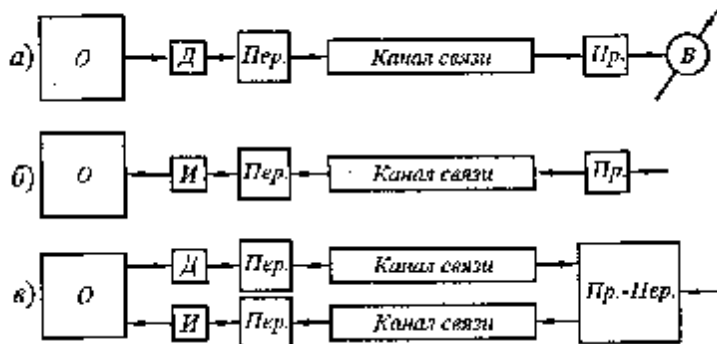 а) О Д Пер. Канал связи Пр. В
б) О И Пер. Канал связи Пр.
в) О Д Пер. Канал связи Пр.-Пер.
И Пер. Канал связи